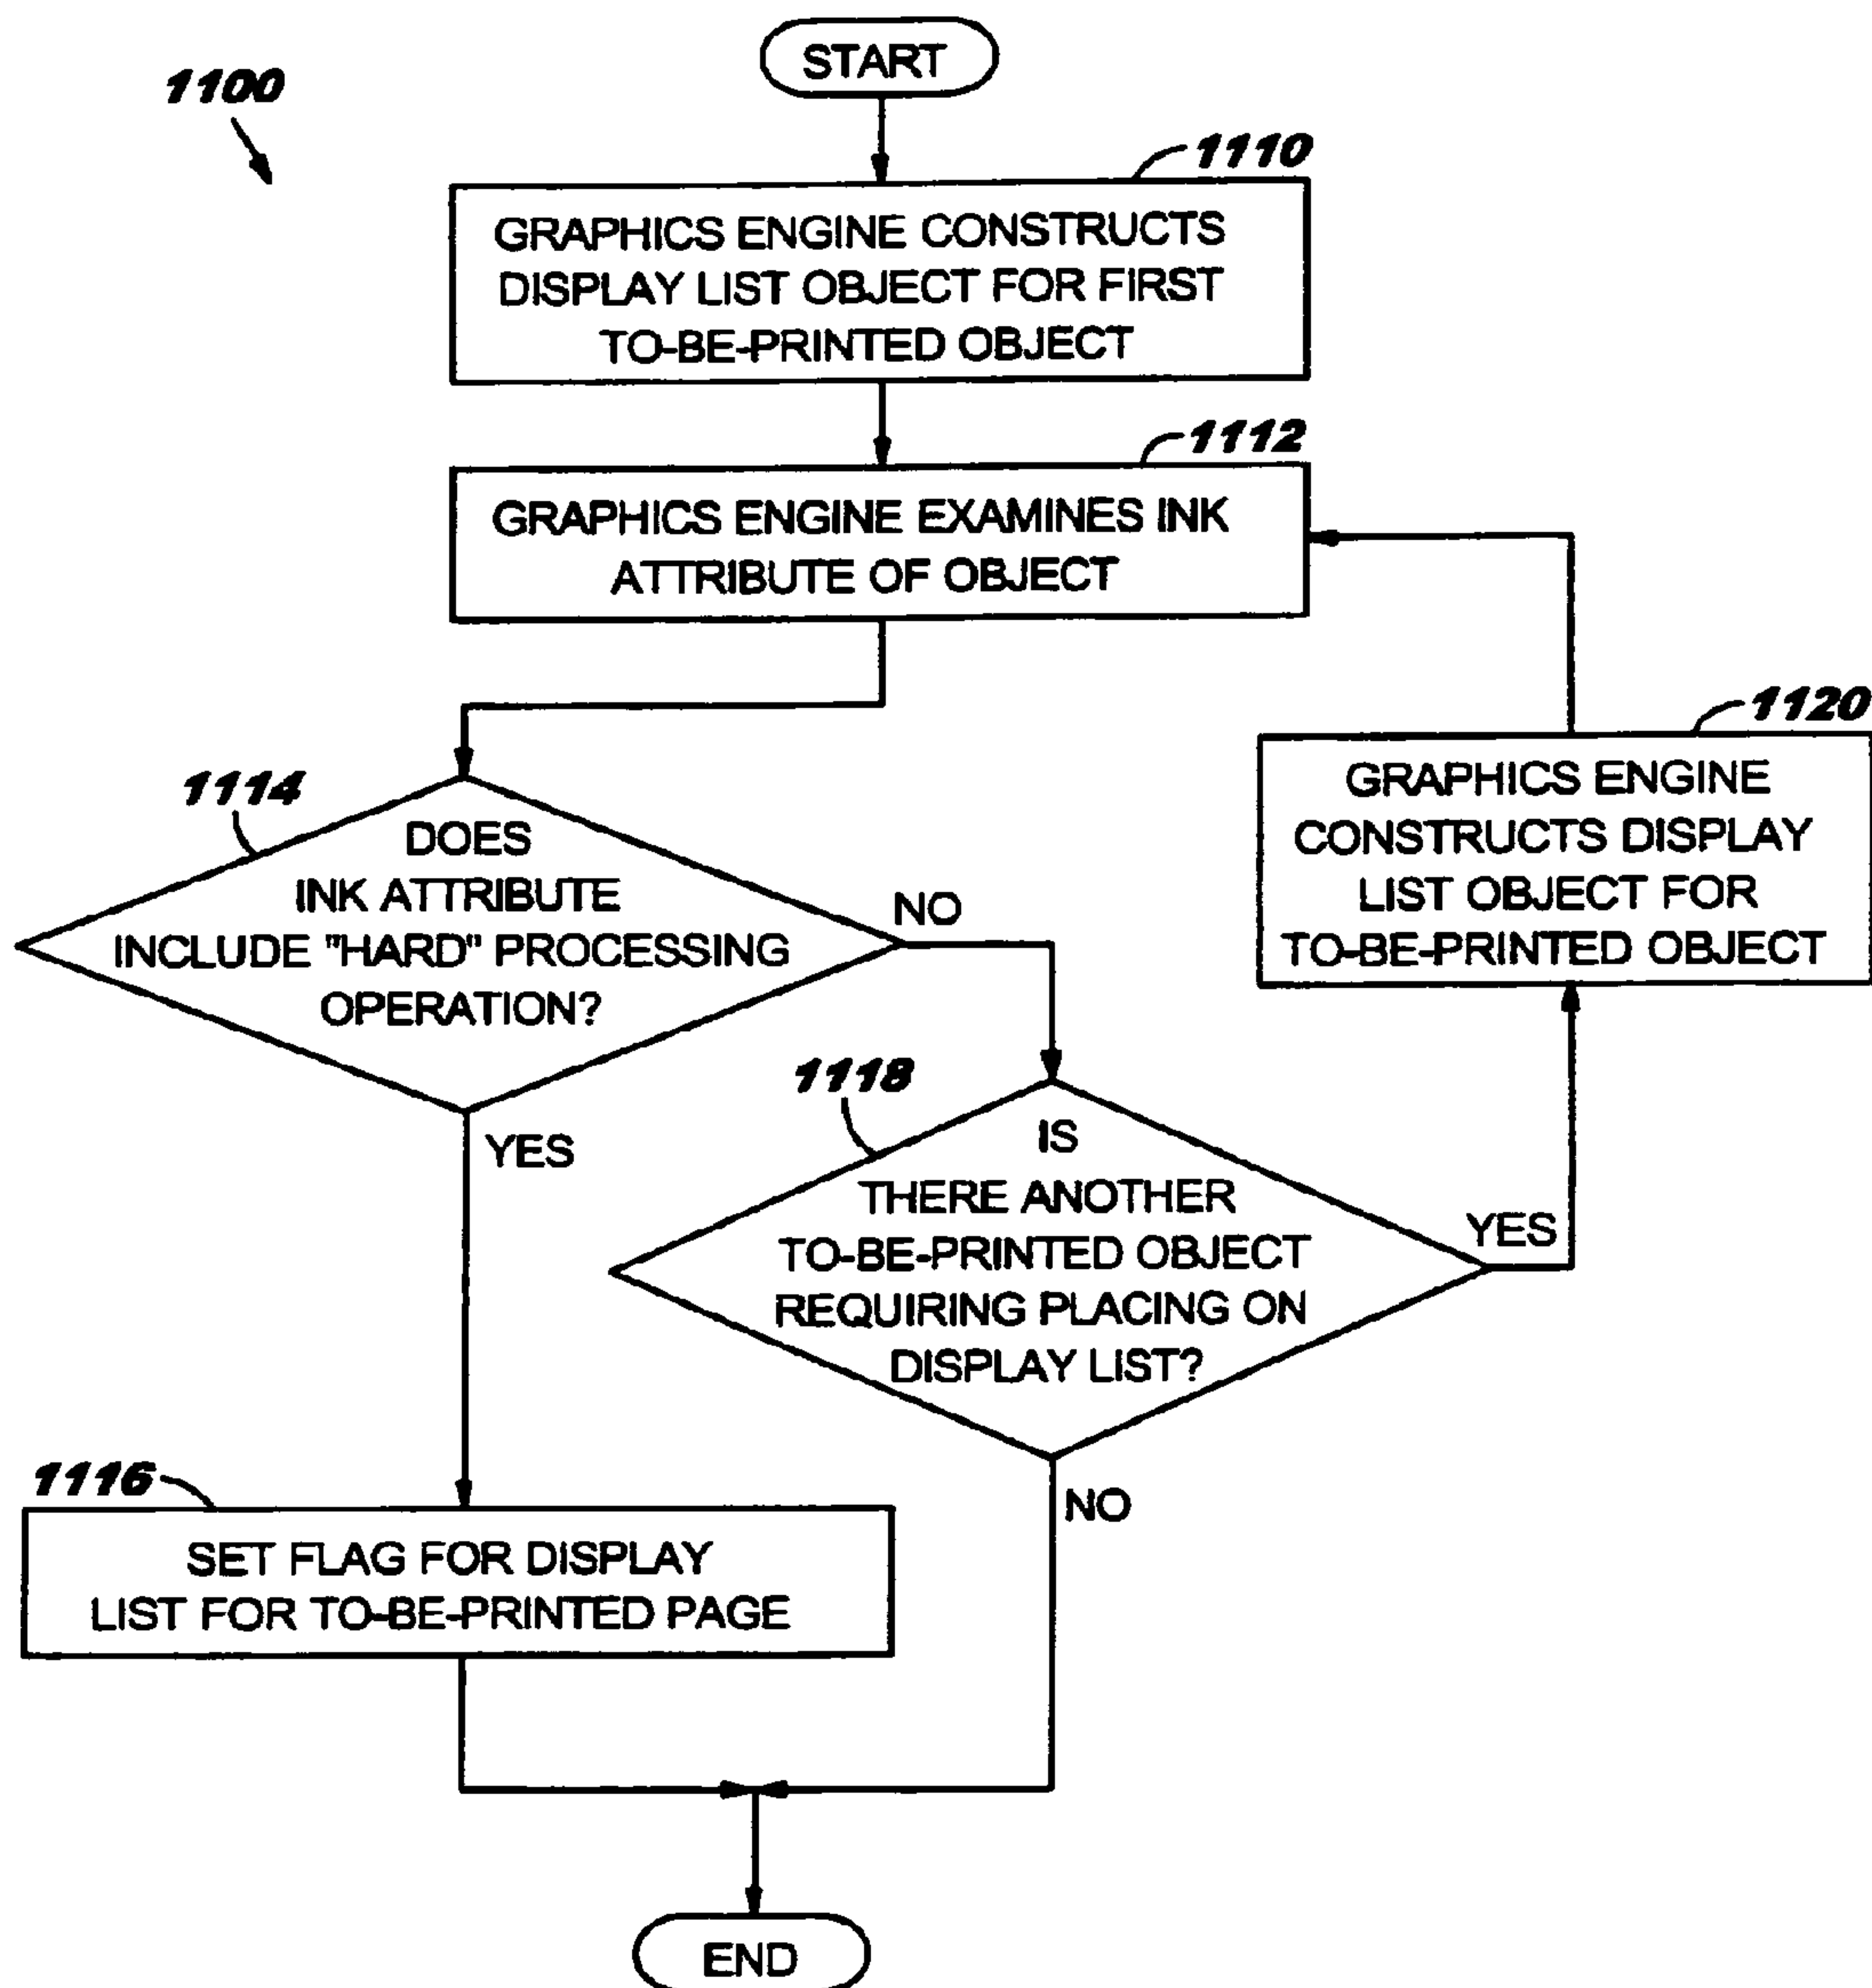 START
1100
1110
GRAPHICS ENGINE CONSTRUCTS
DISPLAY LIST OBJECT FOR FIRST
TO-BE-PRINTED OBJECT
1112
GRAPHICS ENGINE EXAMINES INK
ATTRIBUTE OF OBJECT
1120
GRAPHICS ENGINE
CONSTRUCTS DISPLAY
LIST OBJECT FOR
TO-BE-PRINTED OBJECT
1114
DOES
INK ATTRIBUTE
INCLUDE "HARD" PROCESSING
OPERATION?
NO
YES
1118
IS
THERE ANOTHER
TO-BE-PRINTED OBJECT
REQUIRING PLACING ON
DISPLAY LIST?
YES
NO
1116
SET FLAG FOR DISPLAY
LIST FOR TO-BE-PRINTED PAGE
END